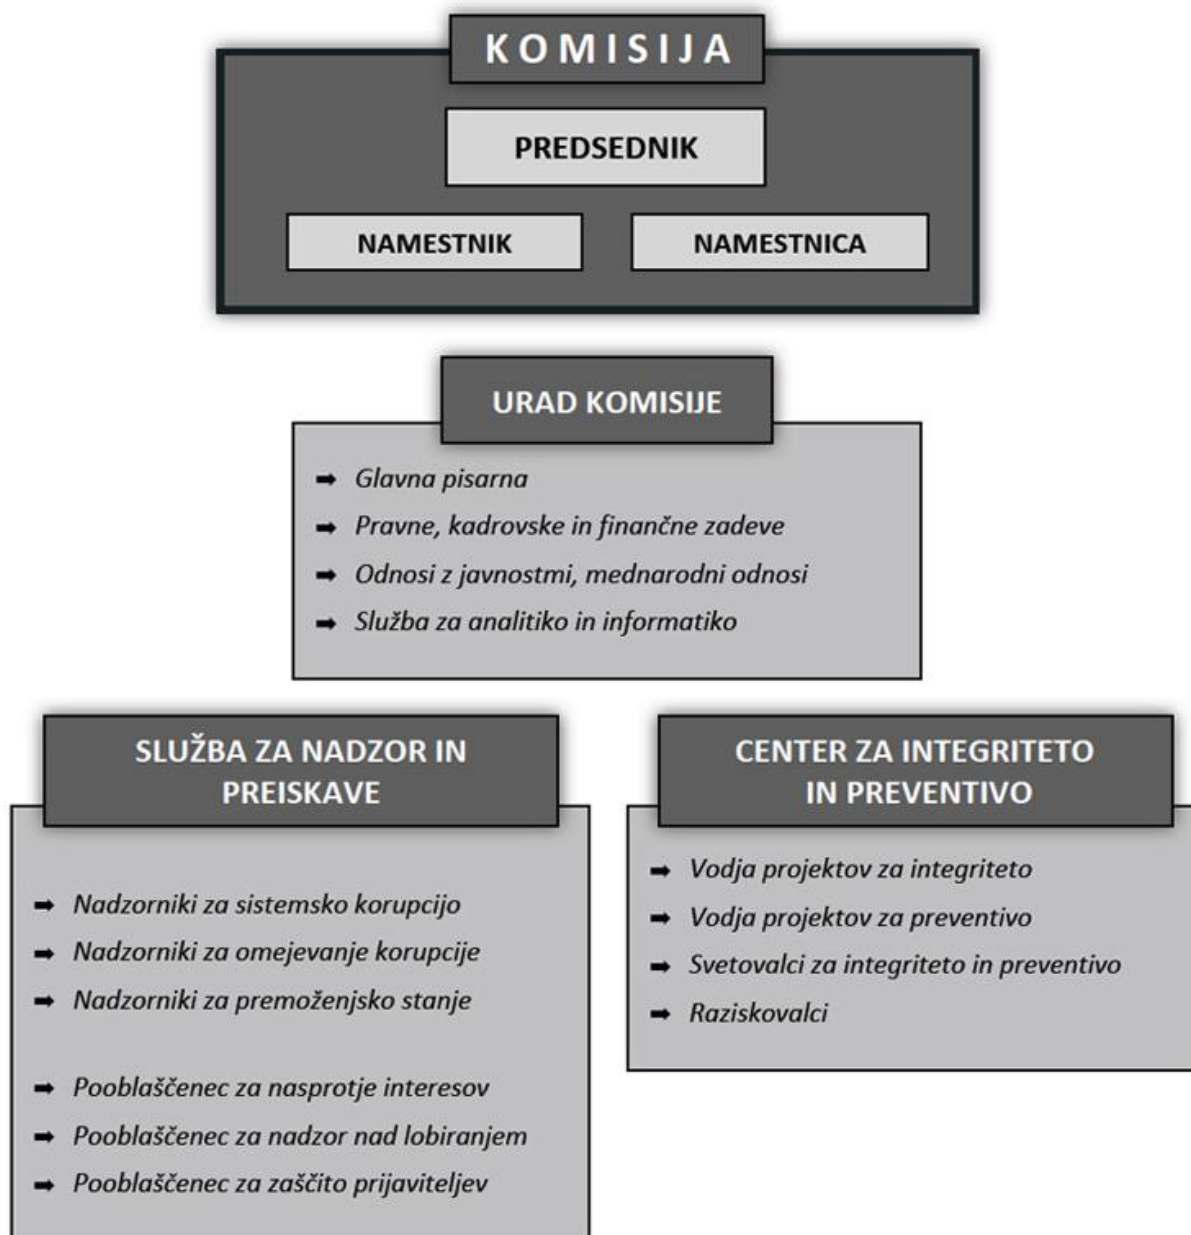 KOMISIJA
PREDSEDNIK
NAMESTNIK
NAMESTNICA
URAD KOMISIJE
➡ Glavna pisarna
➡ Pravne, kadrovske in finančne zadeve
➡ Odnosi z javnostmi, mednarodni odnosi
➡ Služba za analitiko in informatiko
SLUŽBA ZA NADZOR IN
PREISKAVE
➡ Nadzorniki za sistemsko korupcijo
➡ Nadzorniki za omejevanje korupcije
➡ Nadzorniki za premoženjsko stanje
➡ Pooblaščenec za nasprotje interesov
➡ Pooblaščenec za nadzor nad lobiranjem
➡ Pooblaščenec za zaščito prijaviteljev
CENTER ZA INTEGRITETO
IN PREVENTIVO
➡ Vodja projektov za integriteto
➡ Vodja projektov za preventivo
➡ Svetovalci za integriteto in preventivo
➡ Raziskovalci